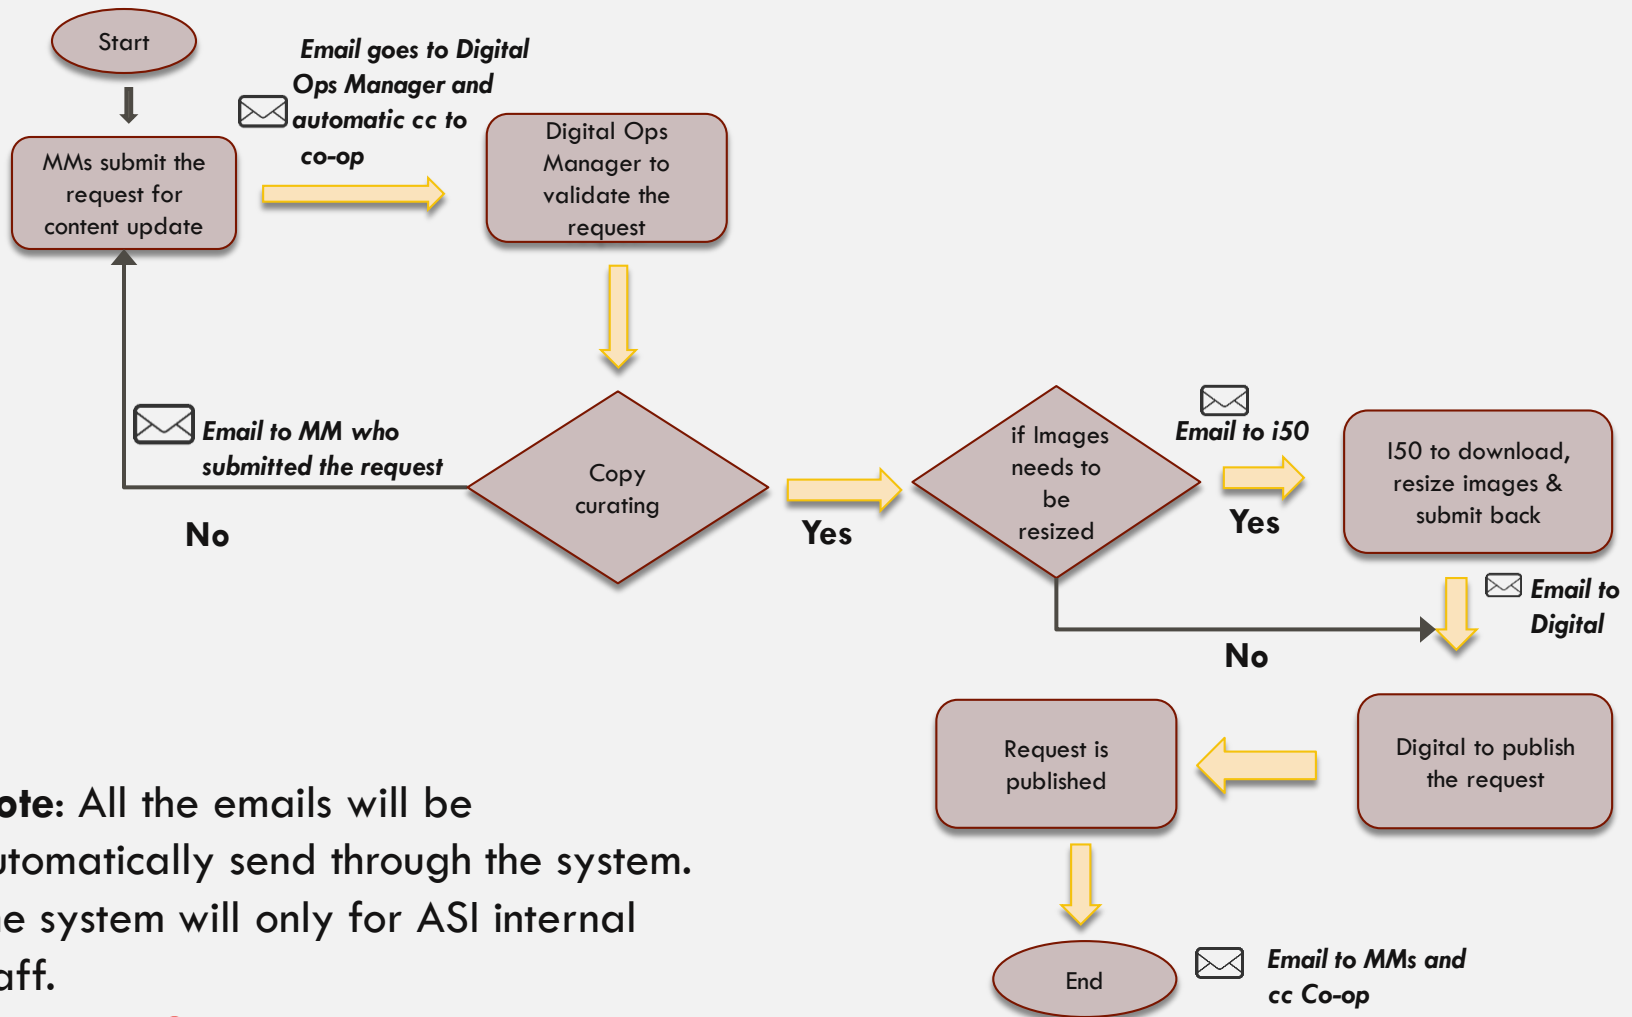 Start
Email goes to Digital
Ops Manager and
automatic cc to
co-op
MMs submit the
request for
content update
Digital Ops
Manager to
validate the
request
Email to MM who
submitted the request
No
Copy
curating
Yes
if Images
needs to
be
resized
Email to i50
Yes
I50 to download,
resize images &
submit back
Email to
Digital
No
Request is
published
Digital to publish
the request
ote: All the emails will be
utomatically send through the system.
e system will only for ASI internal
aff.
End
Email to MMs and
cc Co-op